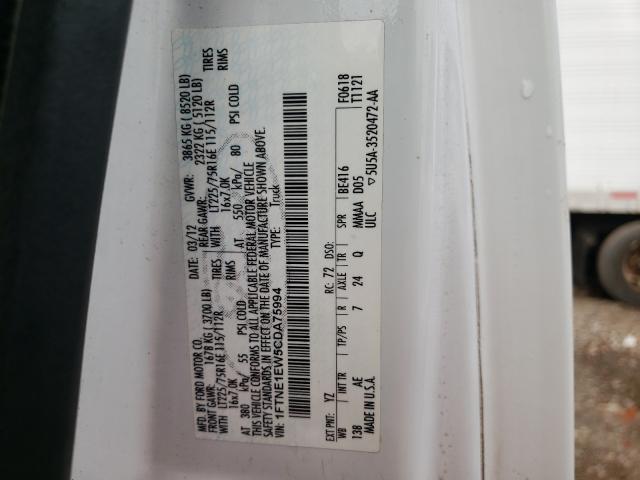 MFD. BY FORD MOTOR CO.
DATE: 03/12 GVWR: 3865 KG ( 8520 LB)
FRONT GAWR: 1678 KG ( 3700 LB) REAR GAWR: 2322 KG ( 5120 LB)
WITH LT225/75R16E 115/112R TIRES WITH LT225/75R16E 115/112R TIRES
16x7.0K RIMS 16x7.0K RIMS
AT 380 kPa/ 55 PSI COLD AT 550 kPa/ 80 PSI COLD
THIS VEHICLE CONFORMS TO ALL APPLICABLE FEDERAL MOTOR VEHICLE
SAFETY STANDARDS IN EFFECT ON THE DATE OF MANUFACTURE SHOWN ABOVE.
VIN: 1FTNE1EW5CDA75994 TYPE: Truck
EXT PNT: YZ RC: 72 DSO: F0618
WB INT TR TP/PS R AXLE TR SPR BE416 T1121
138 AE 7 24 Q MMAA D05
MADE IN U.S.A. ULC 5U5A-3520472-AA